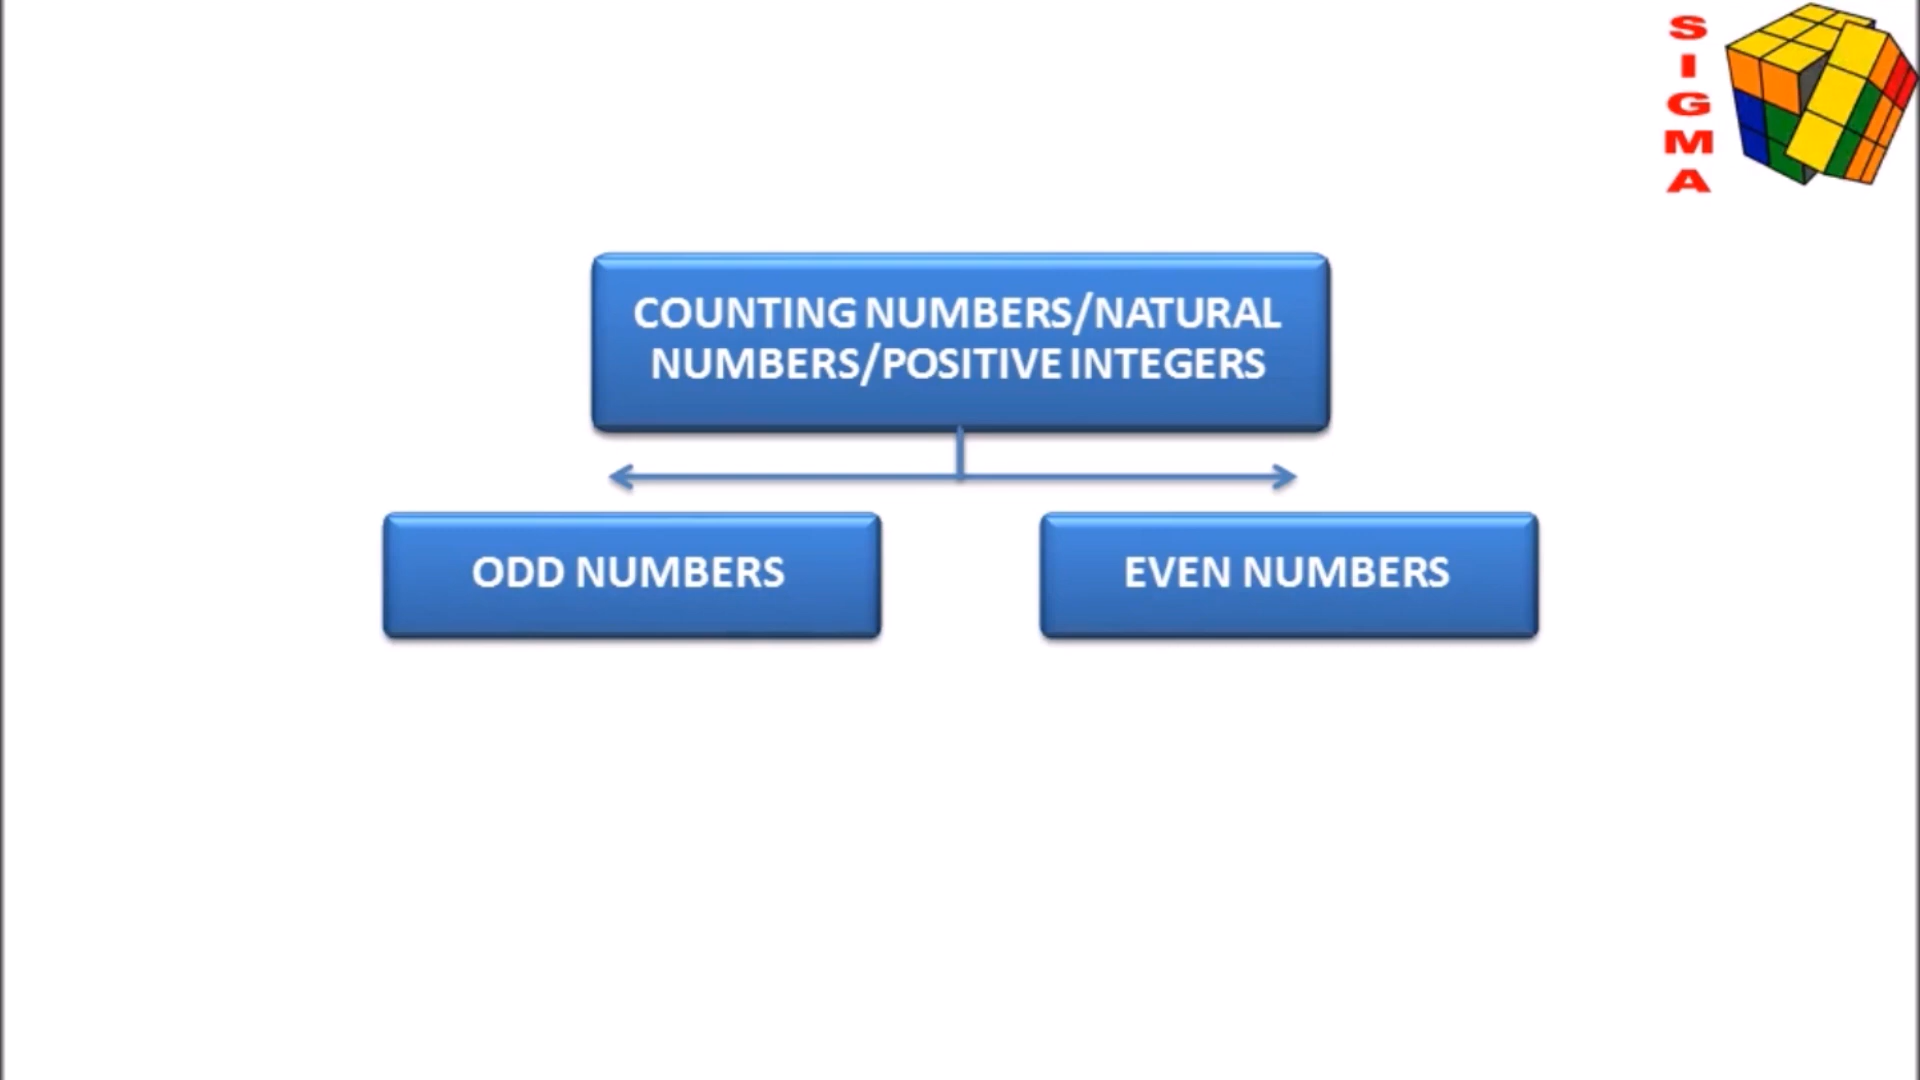 SIGMA
COUNTING NUMBERS/NATURAL
NUMBERS/POSITIVE INTEGERS
ODD NUMBERS
EVEN NUMBERS